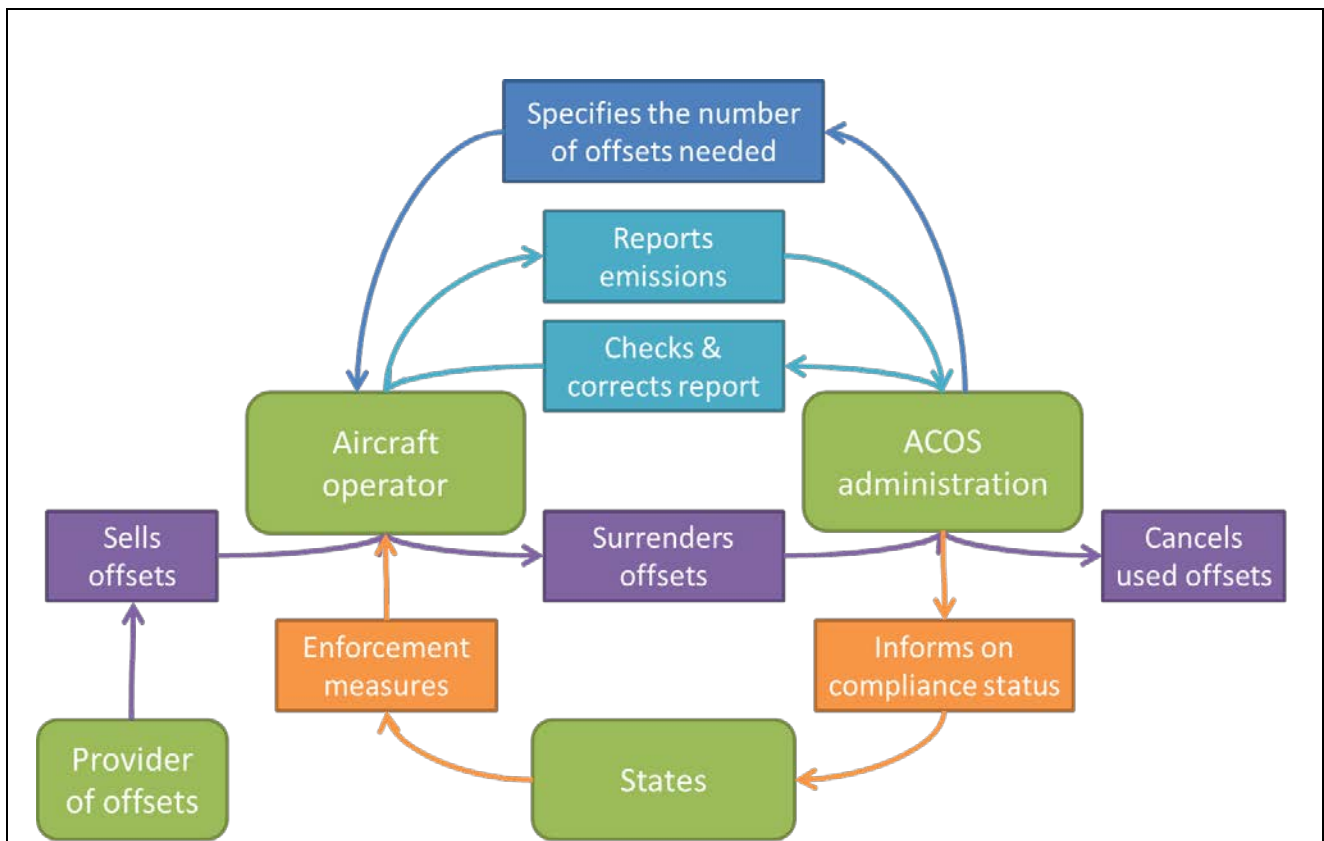 Specifies the number
of offsets needed
Reports
emissions
Checks &
corrects report
Aircraft
operator
ACOS
administration
Sells
offsets
Surrenders
offsets
Cancels
used offsets
Enforcement
measures
Informs on
compliance status
Provider
of offsets
States